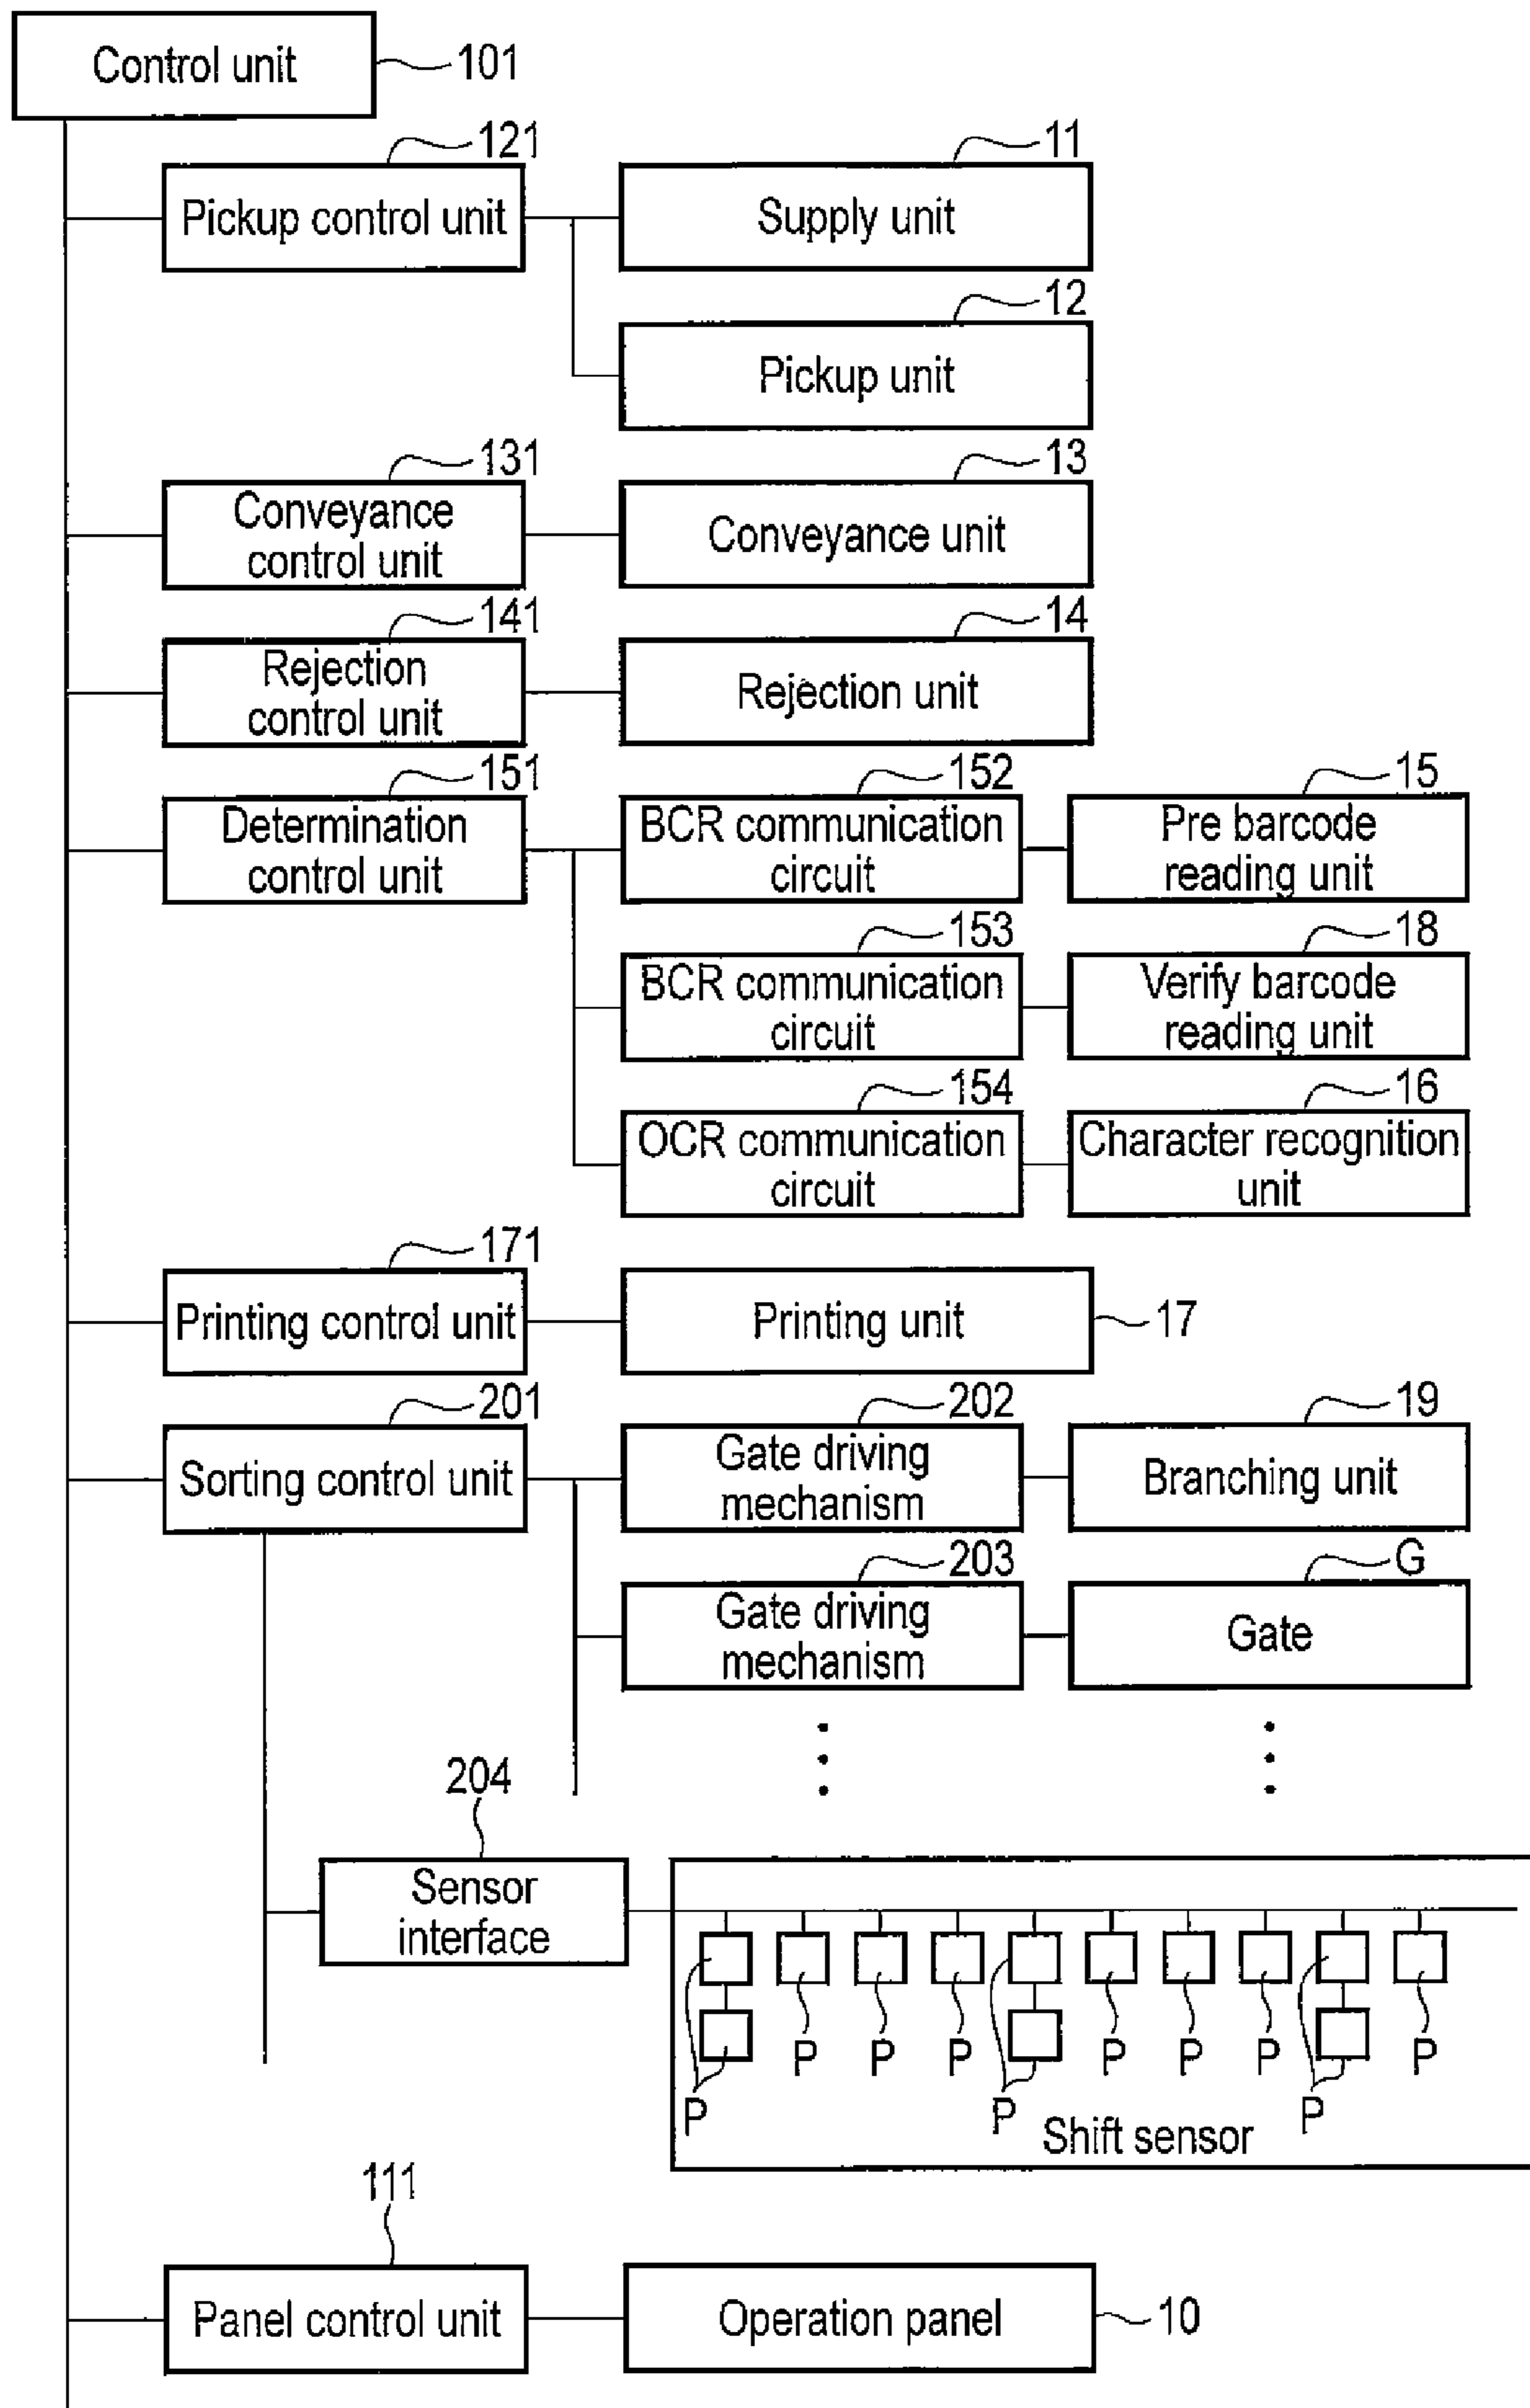 Control unit
101
121
11
Pickup control unit
Supply unit
12
Pickup unit
131
13
Conveyance
control unit
Conveyance unit
141
14
Rejection
control unit
Rejection unit
151
152
15
Determination
control unit
BCR communication
circuit
Pre barcode
reading unit
153
18
BCR communication
circuit
Verify barcode
reading unit
154
16
OCR communication
circuit
Character recognition
unit
171
Printing control unit
Printing unit
17
201
202
19
Sorting control unit
Gate driving
mechanism
Branching unit
203
G
Gate driving
mechanism
Gate
204
Sensor
interface
P P P P P P P
P P P
Shift sensor
111
Panel control unit
Operation panel
10